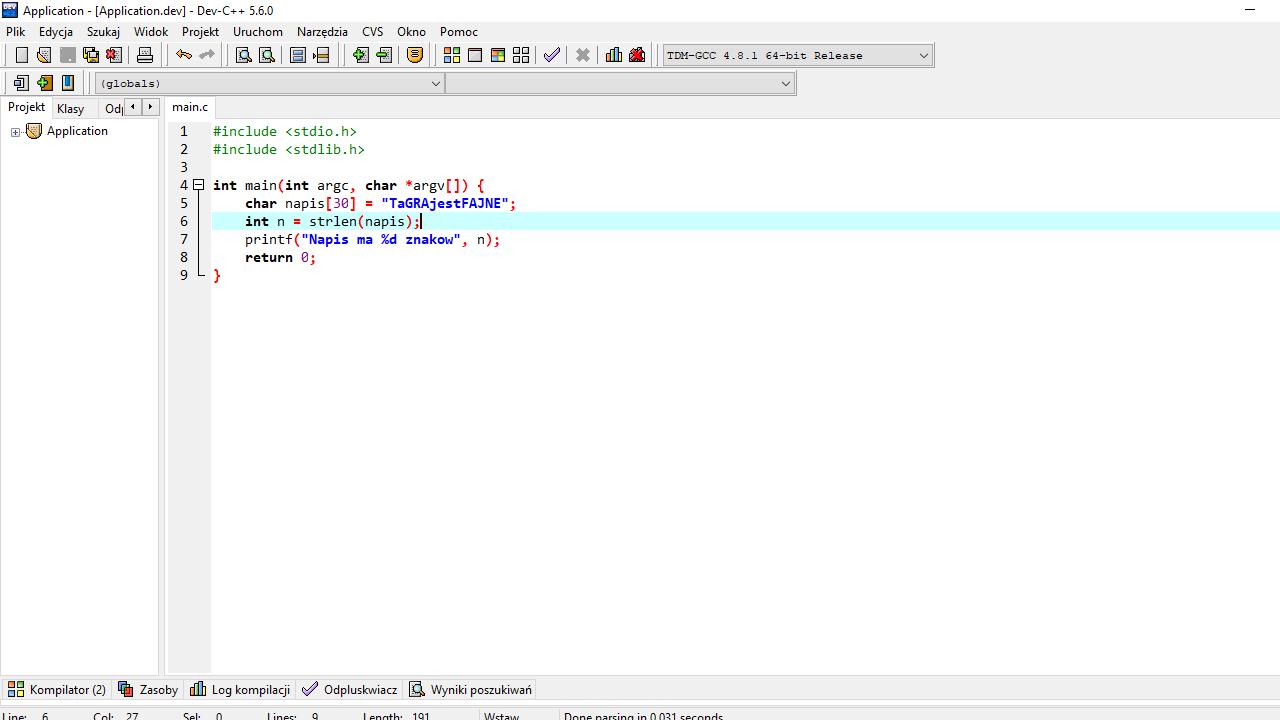 Application - [Application.dev] - Dev-C++ 5.6.0
Plik Edycja Szukaj Widok Projekt Uruchom Narzędzia CVS Okno Pomoc
TDM-GCC 4.8.1 64-bit Release
(globals)
Projekt Klasy Odp main.c
Application
1 #include <stdio.h>
2 #include <stdlib.h>
3
4 int main(int argc, char *argv[]) {
5 char napis[30] = "TaGRAjestFAJNE";
6 int n = strlen(napis);
7 printf("Napis ma %d znakow", n);
8 return 0;
9 }
Kompilator (2) Zasoby Log kompilacji Odpluskwiacz Wyniki poszukiwań
Line: 6 Col: 27 Sel: 0 Lines: 9 Length: 191 Wstaw Done parsing in 0.031 seconds